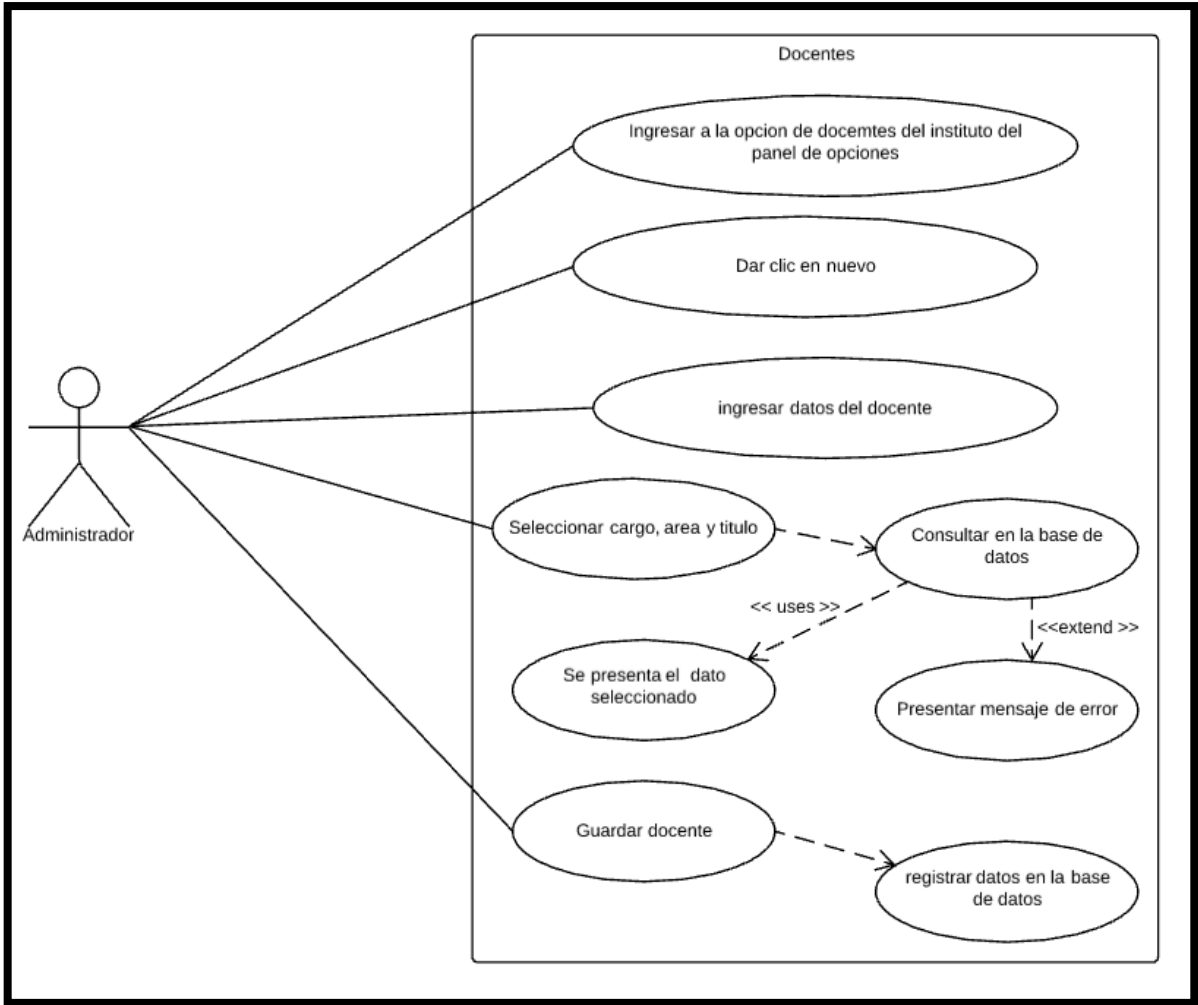 Docentes
Ingresar a la opcion de docemtes del instituto del
panel de opciones
Dar clic en nuevo
ingresar datos del docente
Administrador
Seleccionar cargo, area y titulo
Consultar en la base de
datos
<< uses >>
<<extend >>
Se presenta el dato
seleccionado
Presentar mensaje de error
Guardar docente
registrar datos en la base
de datos